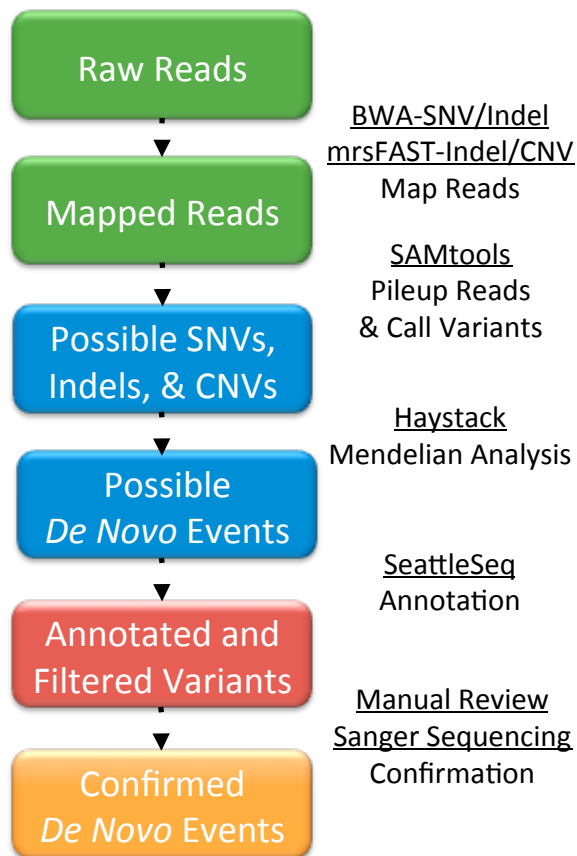 Raw Reads
BWA-SNV/Indel
mrsFAST-Indel/CNV
Map Reads
Mapped Reads
SAMtools
Pileup Reads
& Call Variants
Possible SNVs,
Indels, & CNVs
Haystack
Mendelian Analysis
Possible
De Novo Events
SeattleSeq
Annotation
Annotated and
Filtered Variants
Manual Review
Sanger Sequencing
Confirmation
Confirmed
De Novo Events